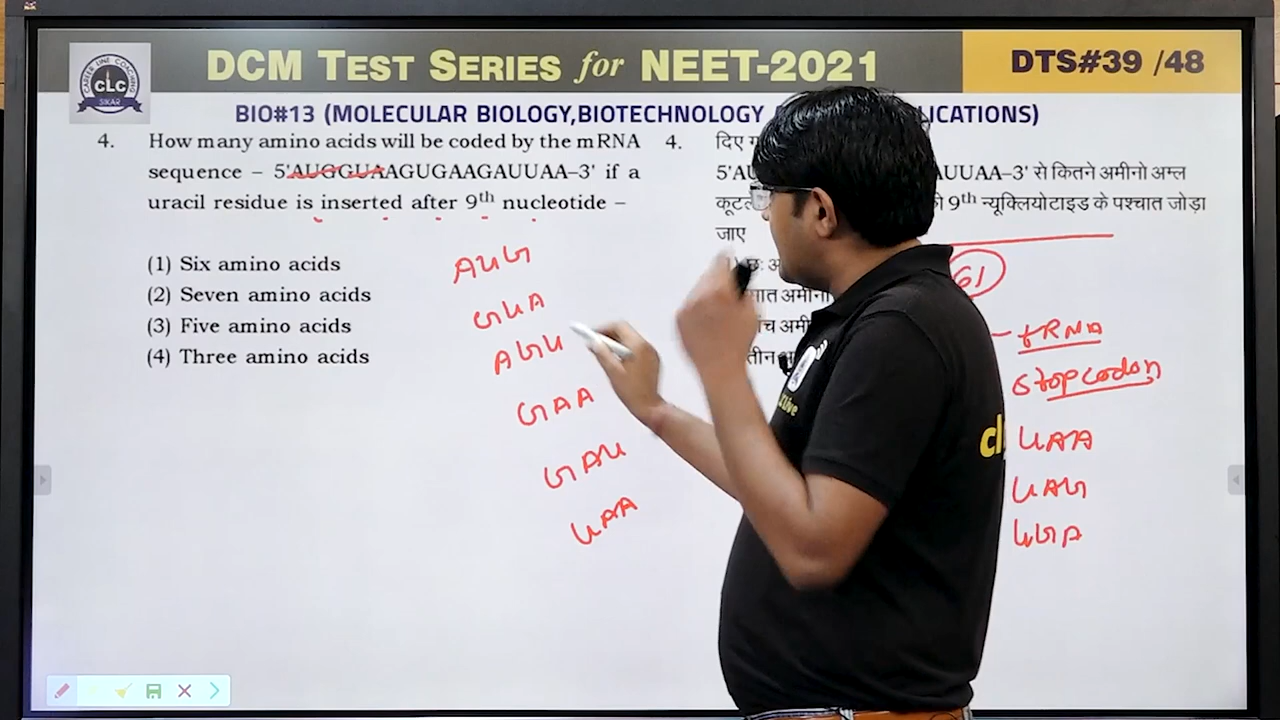 DCM TEST SERIES for NEET-2021
DTS#39 /48
CAREER LINE COACHING
CLC
SIKAR
BIO#13 (MOLECULAR BIOLOGY,BIOTECHNOLOGY ICATIONS)
4. How many amino acids will be coded by the mRNA
sequence – 5'AUGGUAAGUGAAGAUUAA–3' if a
uracil residue is inserted after 9th nucleotide –
(1) Six amino acids
(2) Seven amino acids
(3) Five amino acids
(4) Three amino acids
AUG
GUA
AGU
GAA
GAU
UAA
4. दिए
5'AU AUUAA–3' से कितने अमीनो अम्ल
9th न्यूक्लियोटाइड के पश्चात जोड़ा
जाए
61
tRNA
Stop codon
UAA
UAG
UGA